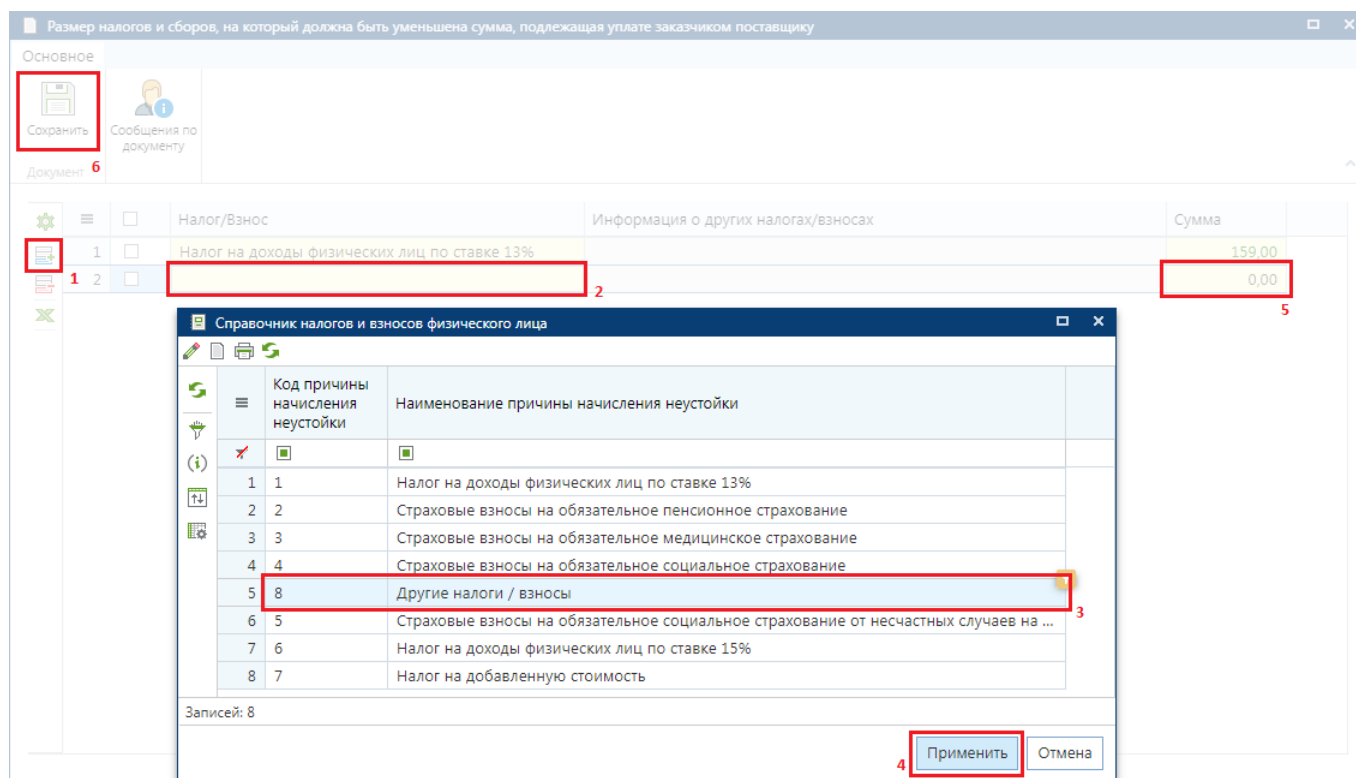 Размер налогов и сборов, на который должна быть уменьшена сумма, подлежащая уплате заказчиком поставщику
Основное
Сохранить
Сообщения по
документу
Документ 6
Налог/Взнос Информация о других налогах/взносах Сумма
1 Налог на доходы физических лиц по ставке 13% 159,00
1 2 0,00
2
5
Справочник налогов и взносов физического лица
Код причины
начисления
неустойки
Наименование причины начисления неустойки
1 1 Налог на доходы физических лиц по ставке 13%
2 2 Страховые взносы на обязательное пенсионное страхование
3 3 Страховые взносы на обязательное медицинское страхование
4 4 Страховые взносы на обязательное социальное страхование
5 8 Другие налоги / взносы
3
6 5 Страховые взносы на обязательное социальное страхование от несчастных случаев на ...
7 6 Налог на доходы физических лиц по ставке 15%
8 7 Налог на добавленную стоимость
Записей: 8
4 Применить Отмена